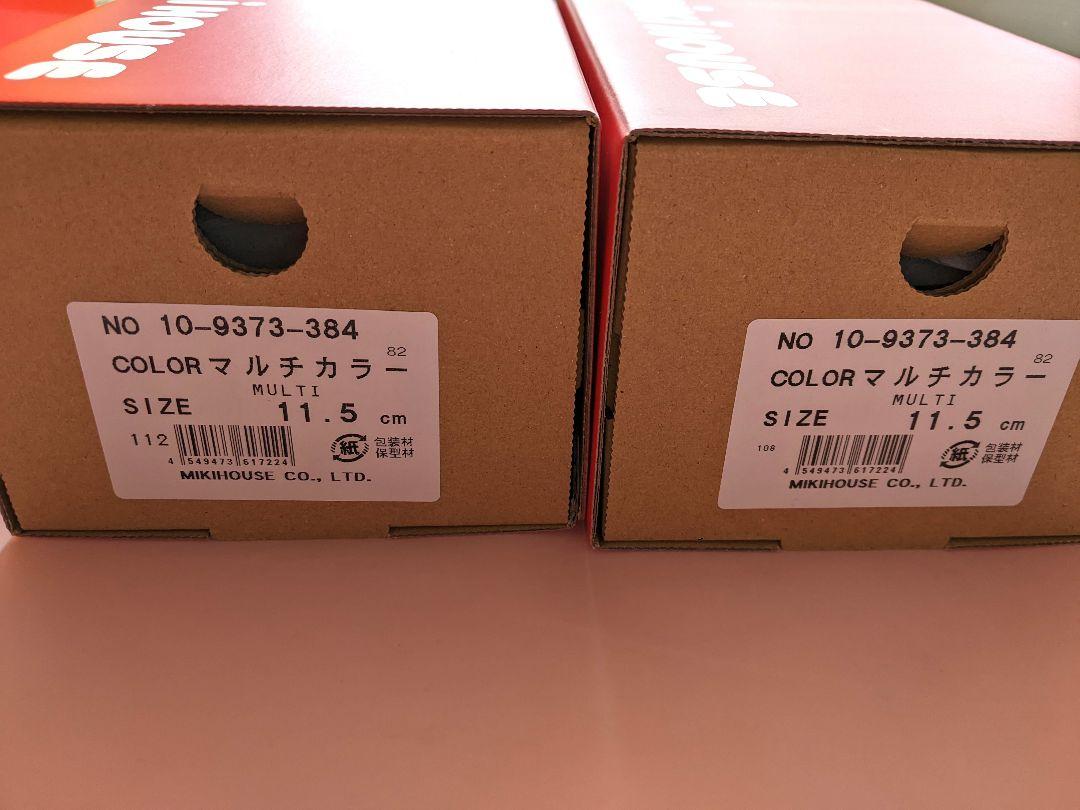 MIKIHOUSE
NO 10-9373-384
82
COLORマルチカラー
MULTI
SIZE 11.5 cm
112
紙 包装材
保型材
4 549473 617224
MIKIHOUSE CO., LTD.
MIKIHOUSE
NO 10-9373-384
82
COLORマルチカラー
MULTI
SIZE 11.5 cm
108
紙 包装材
保型材
4 549473 617224
MIKIHOUSE CO., LTD.